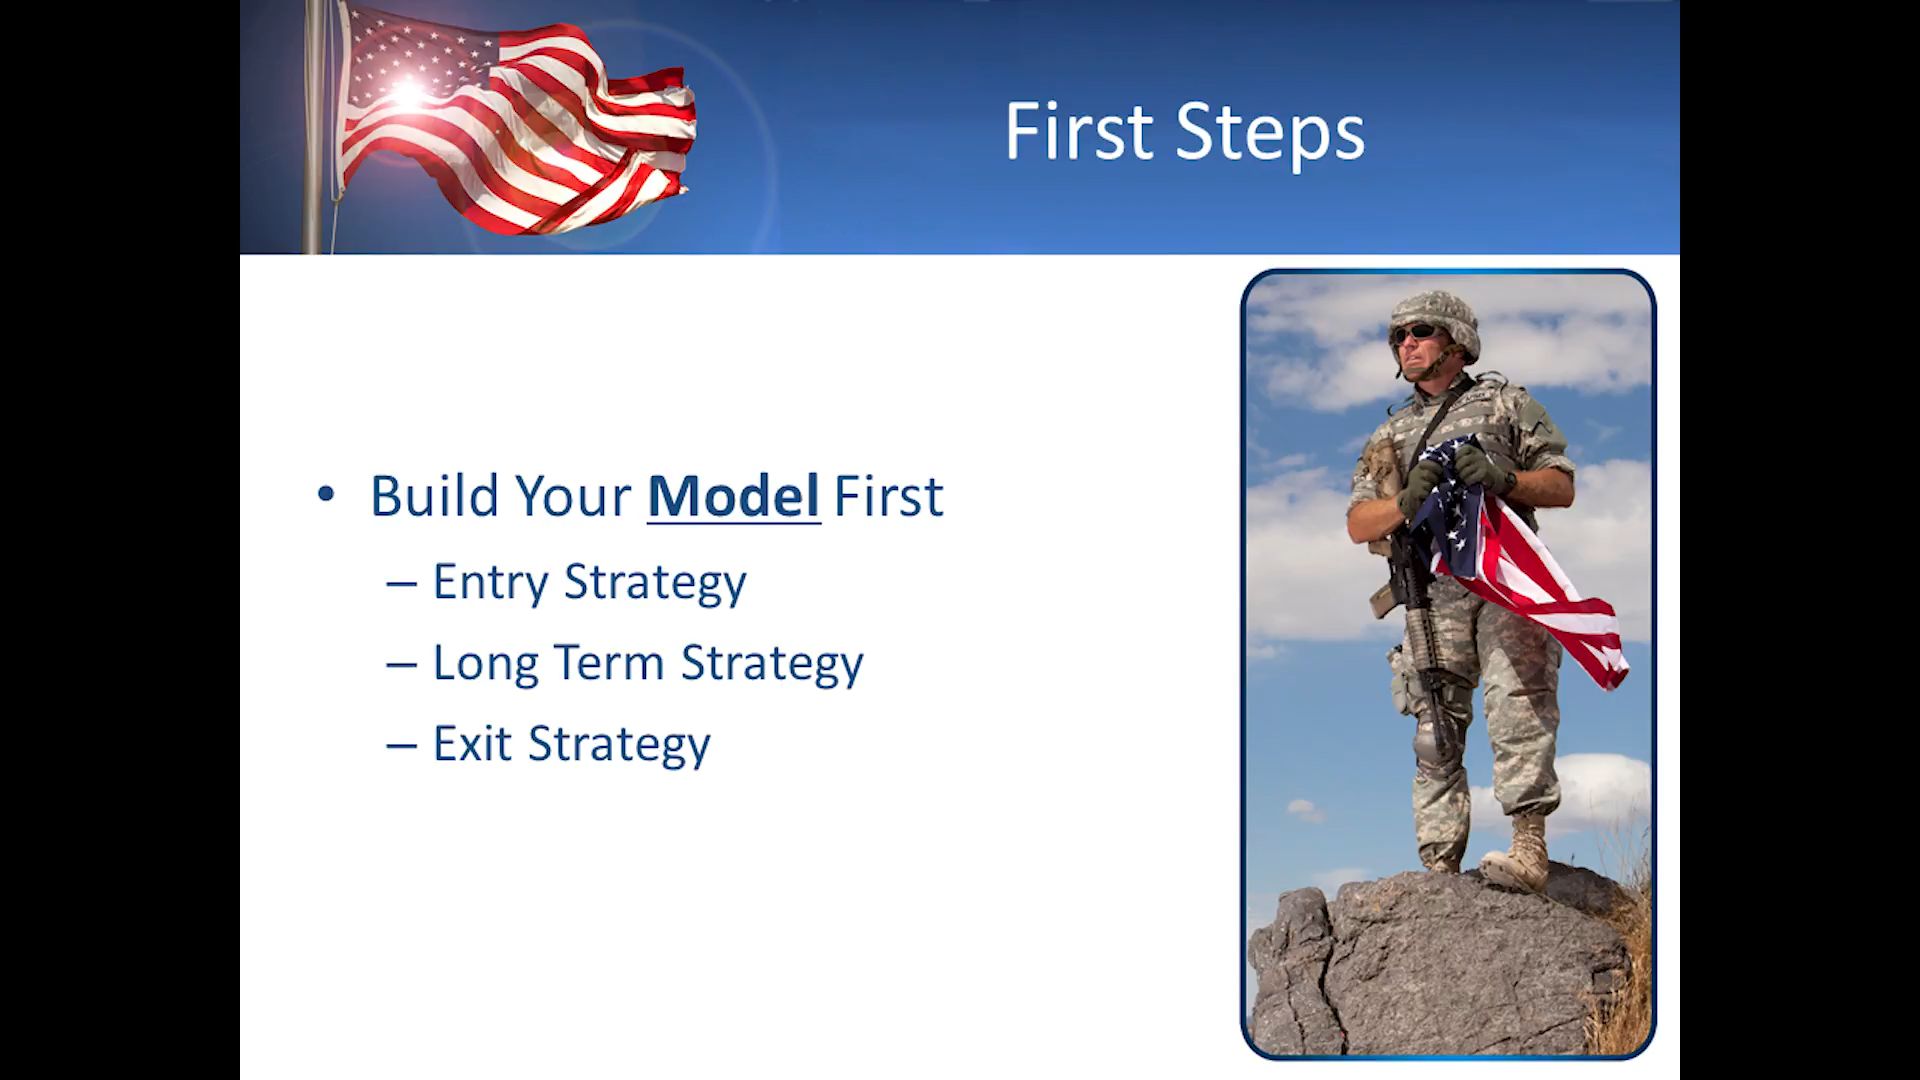 First Steps
• Build Your Model First
– Entry Strategy
– Long Term Strategy
– Exit Strategy